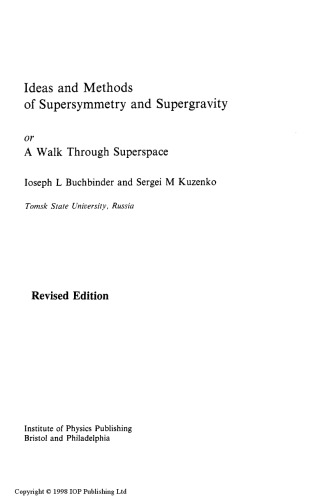 Ideas and Methods
of Supersymmetry and Supergravity
or
A Walk Through Superspace
Ioseph L Buchbinder and Sergei M Kuzenko
Tomsk State University, Russia
Revised Edition
Institute of Physics Publishing
Bristol and Philadelphia
Copyright © 1998 IOP Publishing Ltd